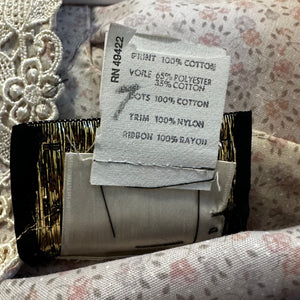 RN 49422
PRINT 100% COTTON
VOILE 65% POLYESTER
35% COTTON
DOTS 100% COTTON
TRIM 100% NYLON
RIBBON 100% RAYON